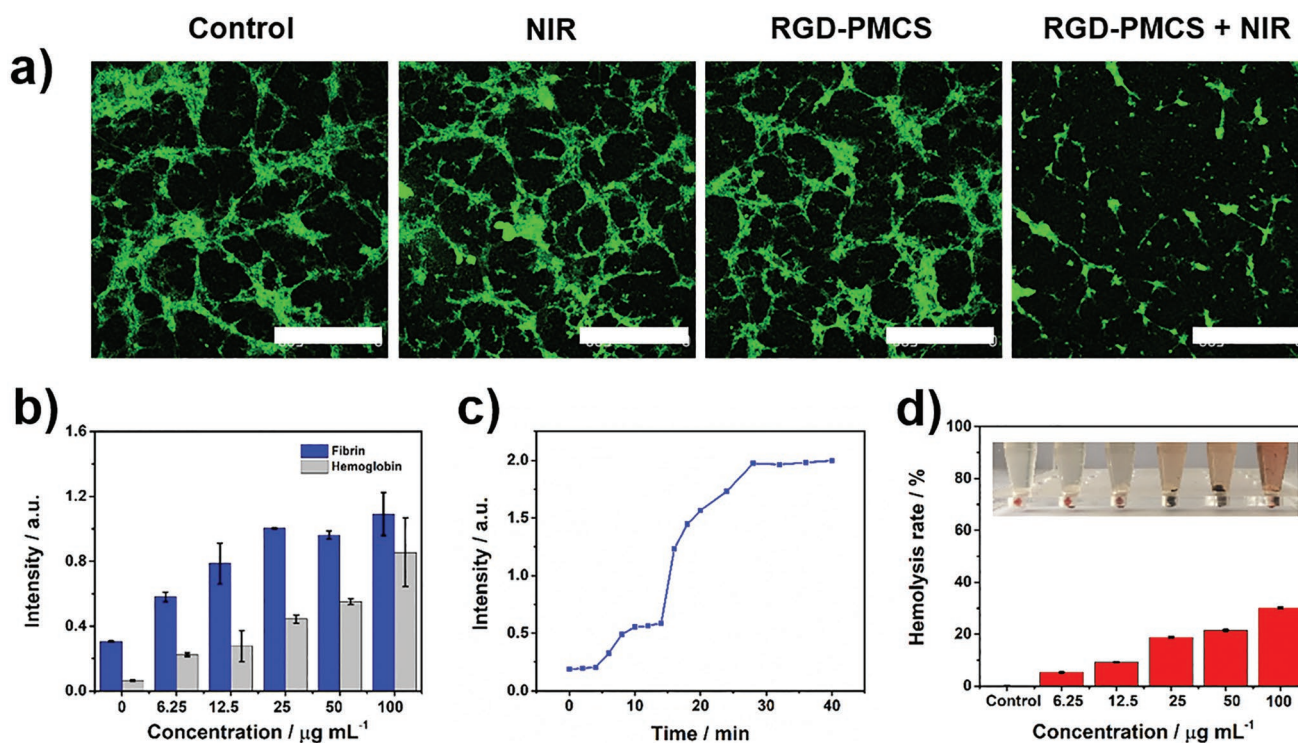 Control NIR RGD-PMCS RGD-PMCS + NIR
a)
b)
1.6
1.2
0.8
0.4
0.0
Intensity / a.u.
Fibrin
Hemoglobin
0 6.25 12.5 25 50 100
Concentration / μg mL⁻¹
c)
2.0
1.5
1.0
0.5
0.0
Intensity / a.u.
0 10 20 30 40
Time / min
d)
100
80
60
40
20
0
Hemolysis rate / %
Control 6.25 12.5 25 50 100
Concentration / μg mL⁻¹